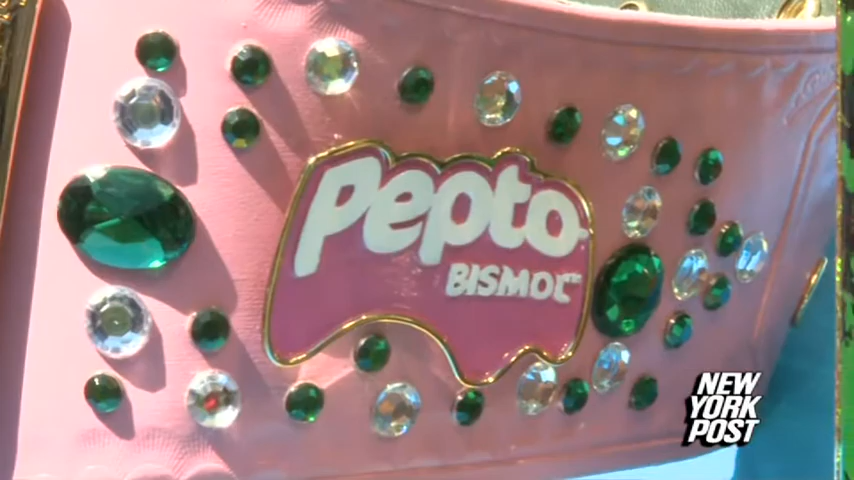 Pepto
BISMOL
NEW
YORK
POST